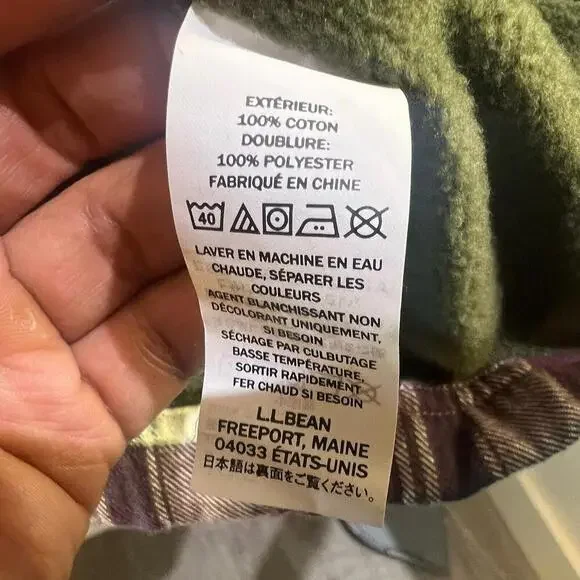 EXTÉRIEUR:
100% COTON
DOUBLURE:
100% POLYESTER
FABRIQUÉ EN CHINE
40
LAVER EN MACHINE EN EAU
CHAUDE, SÉPARER LES
COULEURS
AGENT BLANCHISSANT NON
DÉCOLORANT UNIQUEMENT,
SI BESOIN
SÉCHAGE PAR CULBUTAGE
BASSE TEMPÉRATURE,
SORTIR RAPIDEMENT
FER CHAUD SI BESOIN
L.L.BEAN
FREEPORT, MAINE
04033 ÉTATS-UNIS
日本語は裏面をご覧ください。